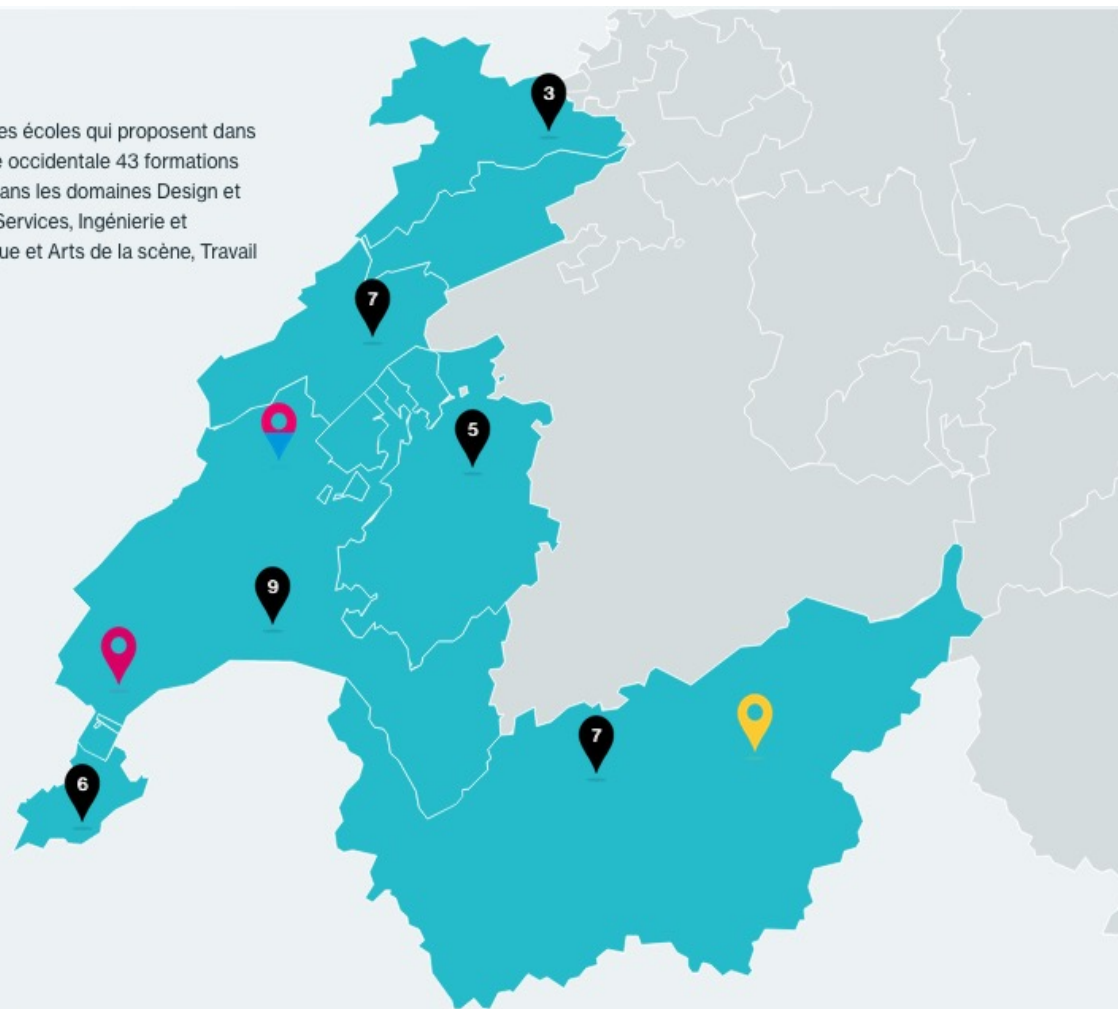 3
es écoles qui proposent dans
e occidentale 43 formations
ans les domaines Design et
Services, Ingénierie et
ue et Arts de la scène, Travail
7
5
9
7
6